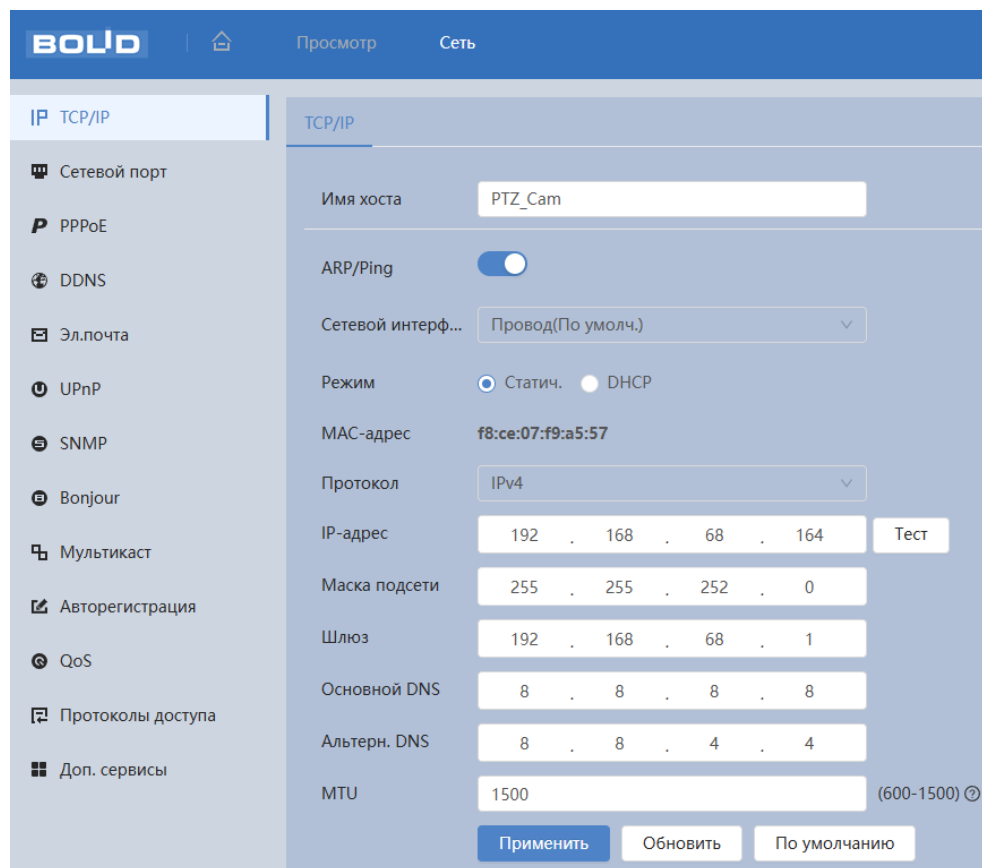 BOLID
Просмотр
Сеть
TCP/IP
Сетевой порт
PPPoE
DDNS
Эл.почта
UPnP
SNMP
Bonjour
Мультикаст
Авторегистрация
QoS
Протоколы доступа
Доп. сервисы
TCP/IP
Имя хоста PTZ_Cam
ARP/Ping
Сетевой интерф... Провод(По умолч.)
Режим Статич. DHCP
MAC-адрес f8:ce:07:f9:a5:57
Протокол IPv4
IP-адрес 192 . 168 . 68 . 164 Тест
Маска подсети 255 . 255 . 252 . 0
Шлюз 192 . 168 . 68 . 1
Основной DNS 8 . 8 . 8 . 8
Альтерн. DNS 8 . 8 . 4 . 4
MTU 1500 (600-1500)
Применить Обновить По умолчанию